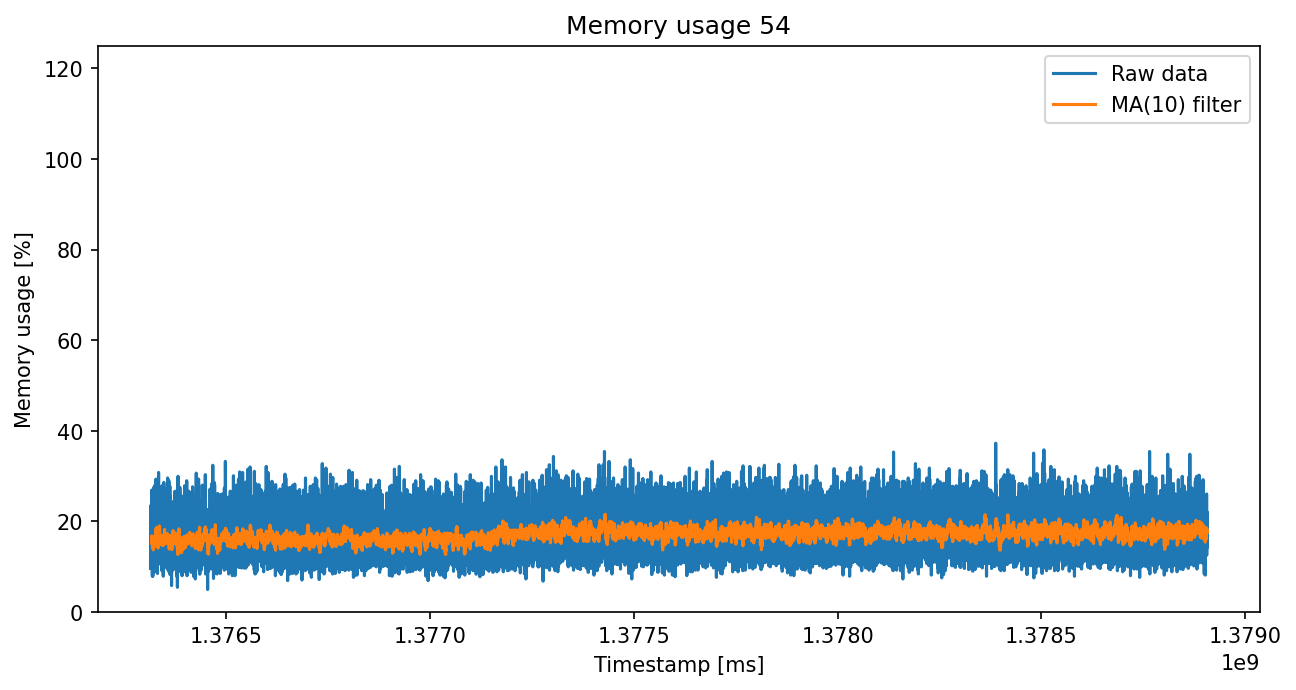 Memory usage 54
Raw data
MA(10) filter
Memory usage [%]
120
100
80
60
40
20
0
1.3765 1.3770 1.3775 1.3780 1.3785 1.3790
1e9
Timestamp [ms]